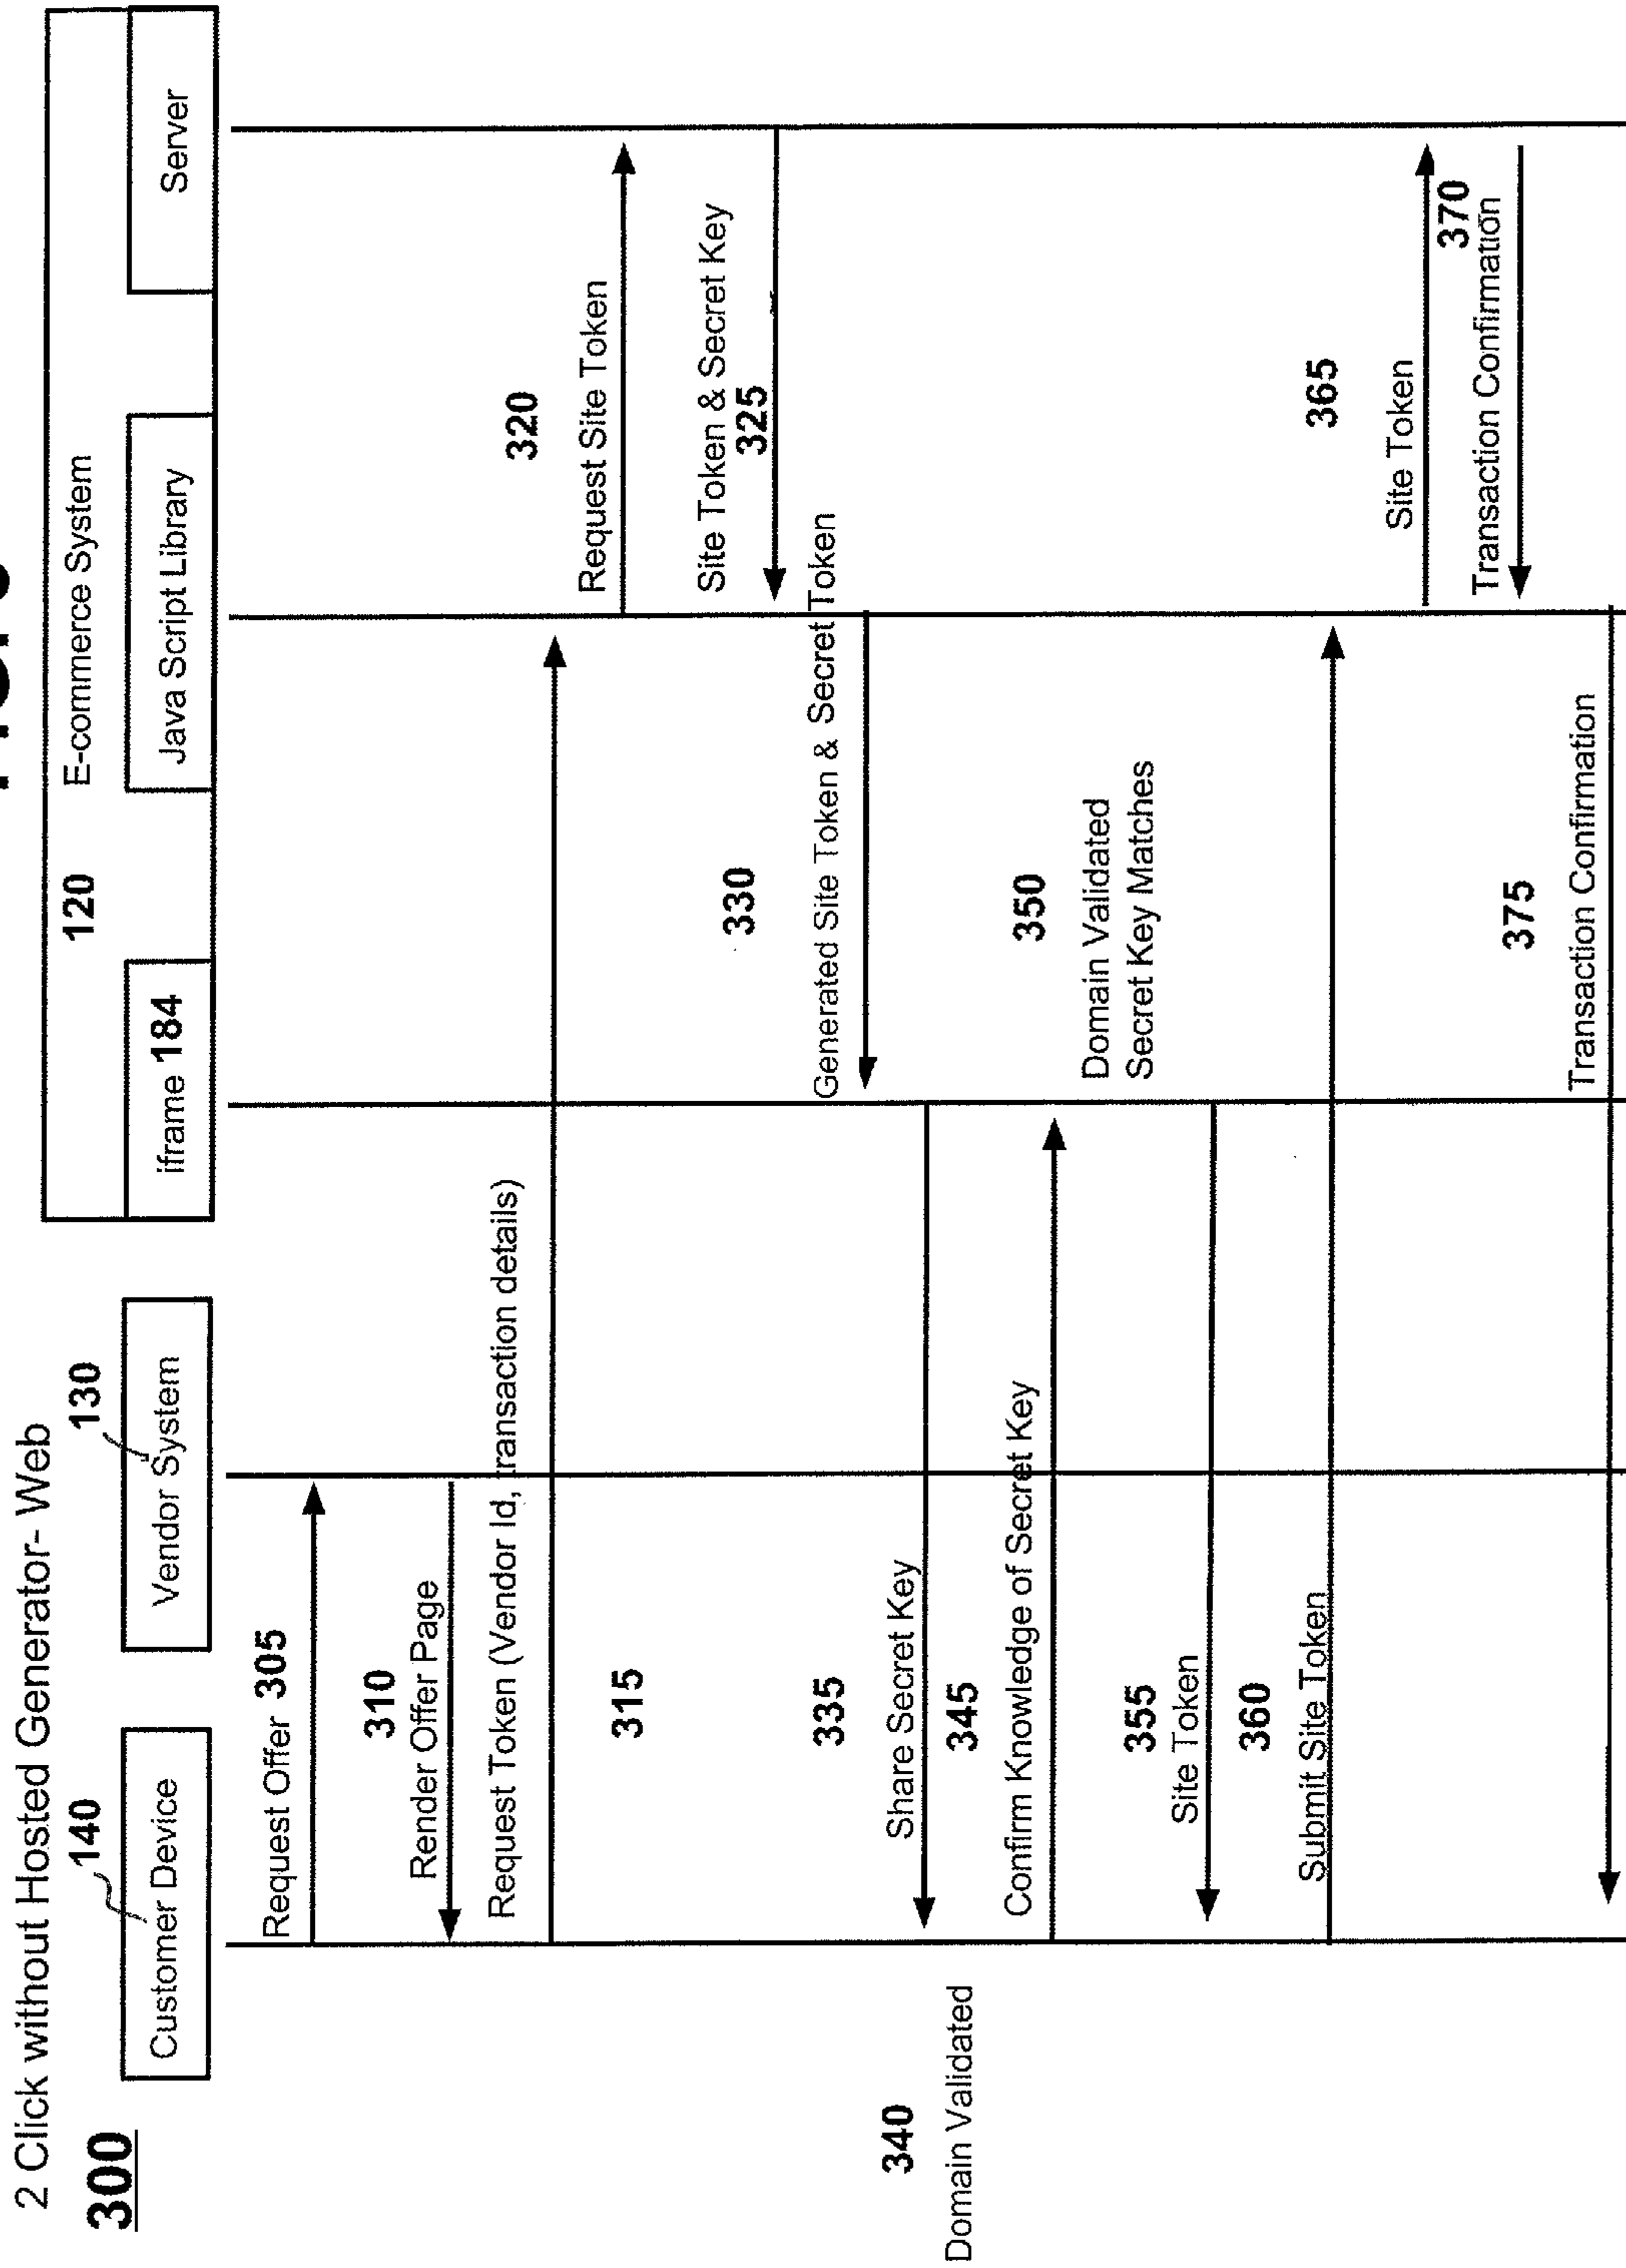 2 Click without Hosted Generator- Web
300
140
Customer Device
130
Vendor System
120
E-commerce System
iframe 184
Java Script Library
Server
Request Offer 305
310
Render Offer Page
Request Token (Vendor Id, transaction details)
315
320
Request Site Token
Site Token & Secret Key
325
330
Generated Site Token & Secret Token
335
Share Secret Key
340
Domain Validated
345
Confirm Knowledge of Secret Key
350
Domain Validated
Secret Key Matches
355
Site Token
360
Submit Site Token
365
Site Token
370
Transaction Confirmation
375
Transaction Confirmation